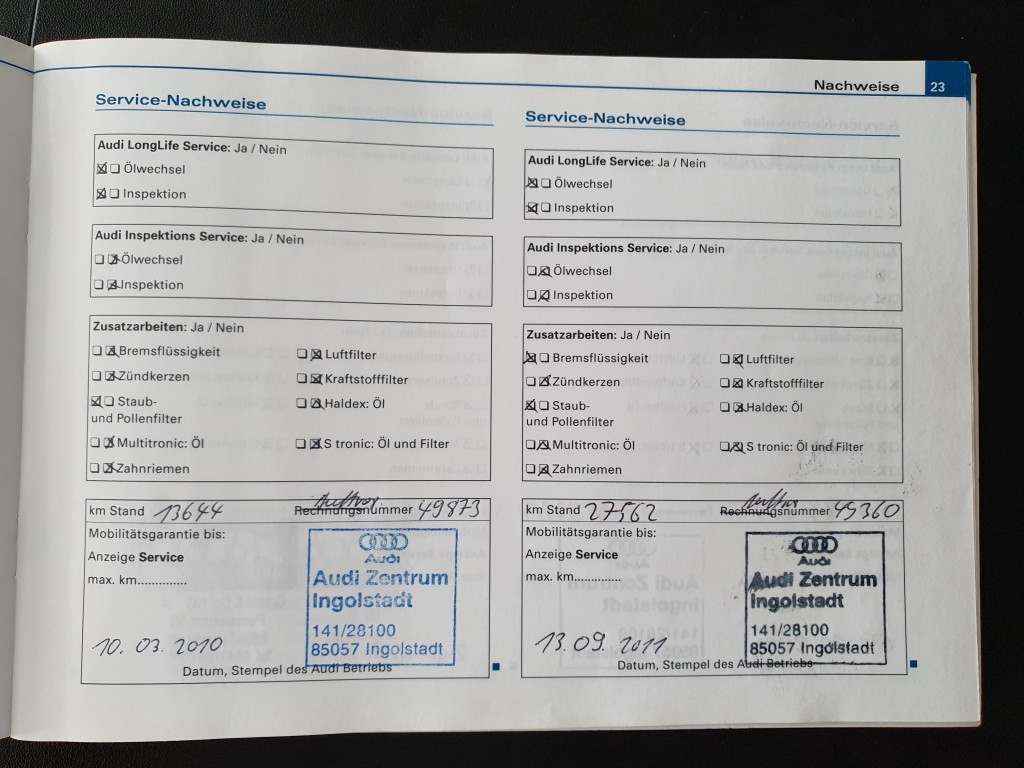 Nachweise 23
Service-Nachweise
Audi LongLife Service: Ja / Nein
Ölwechsel
Inspektion
Audi Inspektions Service: Ja / Nein
Ölwechsel
Inspektion
Zusatzarbeiten: Ja / Nein
Bremsflüssigkeit Luftfilter
Zündkerzen Kraftstofffilter
Staub- Haldex: Öl
und Pollenfilter
Multitronic: Öl S tronic: Öl und Filter
Zahnriemen
km Stand 13644 Rechnungsnummer 49873
Mobilitätsgarantie bis:
Anzeige Service
max. km..............
Audi
Audi Zentrum
Ingolstadt
141/28100
85057 Ingolstadt
10. 03. 2010
Datum, Stempel des Audi Betriebs
Service-Nachweise
Audi LongLife Service: Ja / Nein
Ölwechsel
Inspektion
Audi Inspektions Service: Ja / Nein
Ölwechsel
Inspektion
Zusatzarbeiten: Ja / Nein
Bremsflüssigkeit Luftfilter
Zündkerzen Kraftstofffilter
Staub- Haldex: Öl
und Pollenfilter
Multitronic: Öl S tronic: Öl und Filter
Zahnriemen
km Stand 27562 Rechnungsnummer 45360
Mobilitätsgarantie bis:
Anzeige Service
max. km..............
Audi
Audi Zentrum
Ingolstadt
141/28100
85057 Ingolstadt
13. 09. 2011
Datum, Stempel des Audi Betriebs